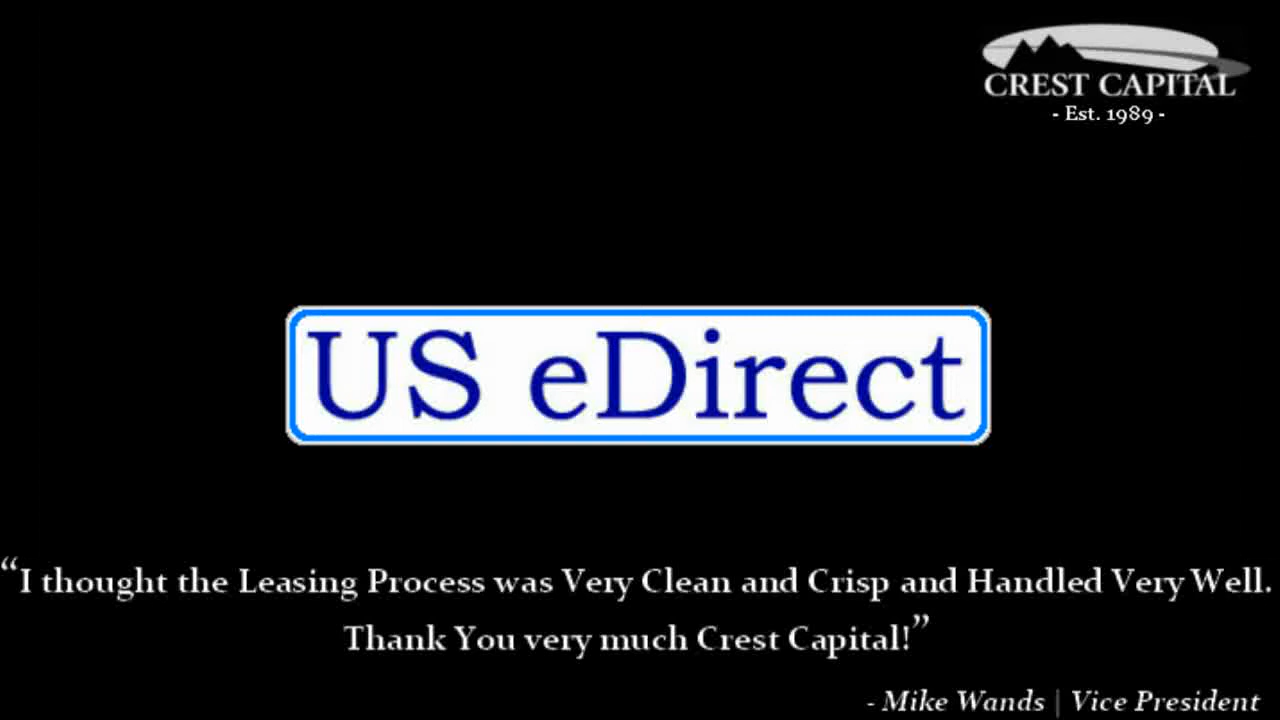 CREST CAPITAL
- Est. 1989 -
US eDirect
“I thought the Leasing Process was Very Clean and Crisp and Handled Very Well.
Thank You very much Crest Capital!”
- Mike Wands | Vice President